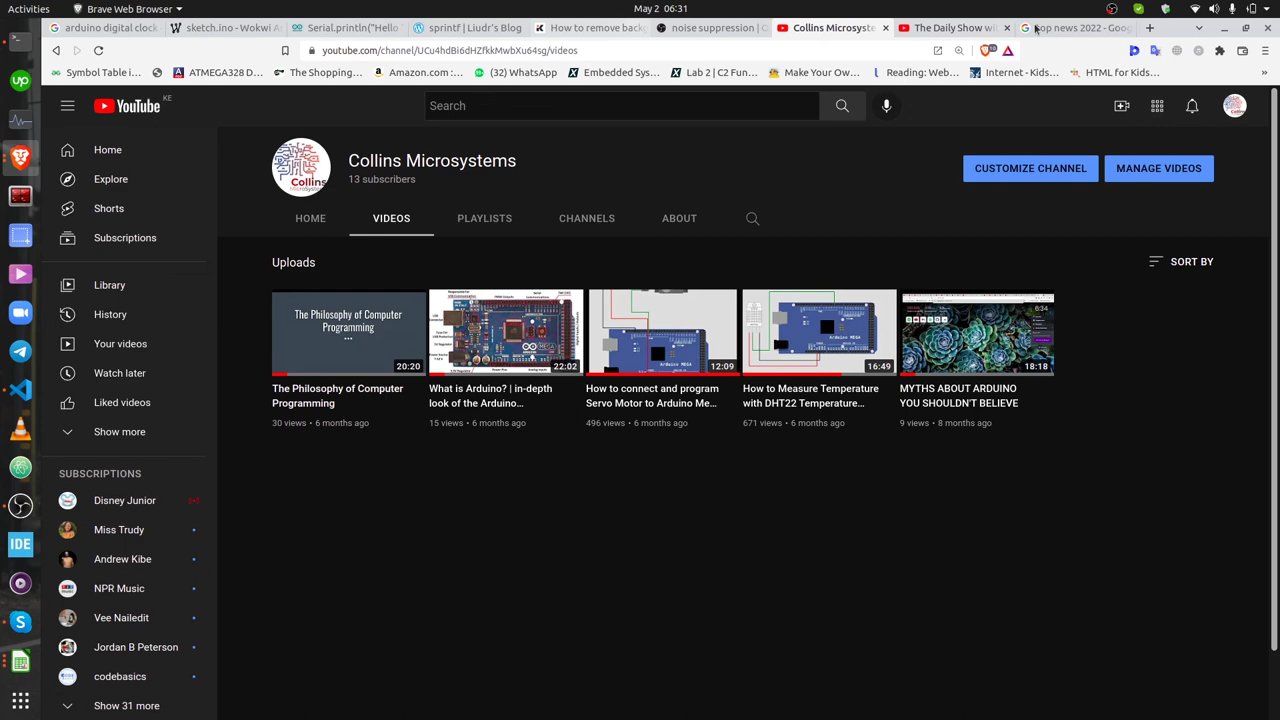 Activities
Brave Web Browser
May 2 06:31
arduino digital clock
sketch.ino - Wokwi Ar
Serial.println("Hello
sprintf | Liudr's Blog
How to remove backg
noise suppression | O
Collins Microsyste
The Daily Show wi
op news 2022 - Goog
youtube.com/channel/UCu4hdBi6dHZfkkMwbXu64sg/videos
Symbol Table i...
ATMEGA328 D...
The Shopping...
Amazon.com :...
(32) WhatsApp
Embedded Sys...
Lab 2 | C2 Fun...
Make Your Own...
Reading: Web...
Internet - Kids...
HTML for Kids...
YouTube KE
Search
Home
Explore
Shorts
Subscriptions
Library
History
Your videos
Watch later
Liked videos
Show more
SUBSCRIPTIONS
Disney Junior
Miss Trudy
Andrew Kibe
NPR Music
Vee Nailedit
Jordan B Peterson
codebasics
Show 31 more
Collins Microsystems
13 subscribers
CUSTOMIZE CHANNEL
MANAGE VIDEOS
HOME
VIDEOS
PLAYLISTS
CHANNELS
ABOUT
Uploads
SORT BY
The Philosophy of Computer
Programming
...
20:20
The Philosophy of Computer
Programming
30 views • 6 months ago
22:02
What is Arduino? | in-depth
look of the Arduino...
15 views • 6 months ago
12:09
How to connect and program
Servo Motor to Arduino Me...
496 views • 6 months ago
16:49
How to Measure Temperature
with DHT22 Temperature...
671 views • 6 months ago
6:34
18:18
MYTHS ABOUT ARDUINO
YOU SHOULDN'T BELIEVE
9 views • 8 months ago
IDE